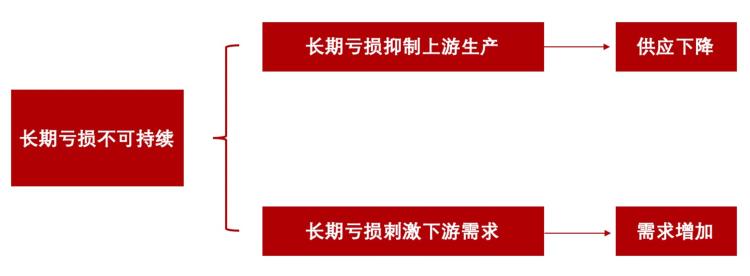 长期亏损抑制上游生产
供应下降
长期亏损不可持续
长期亏损刺激下游需求
需求增加